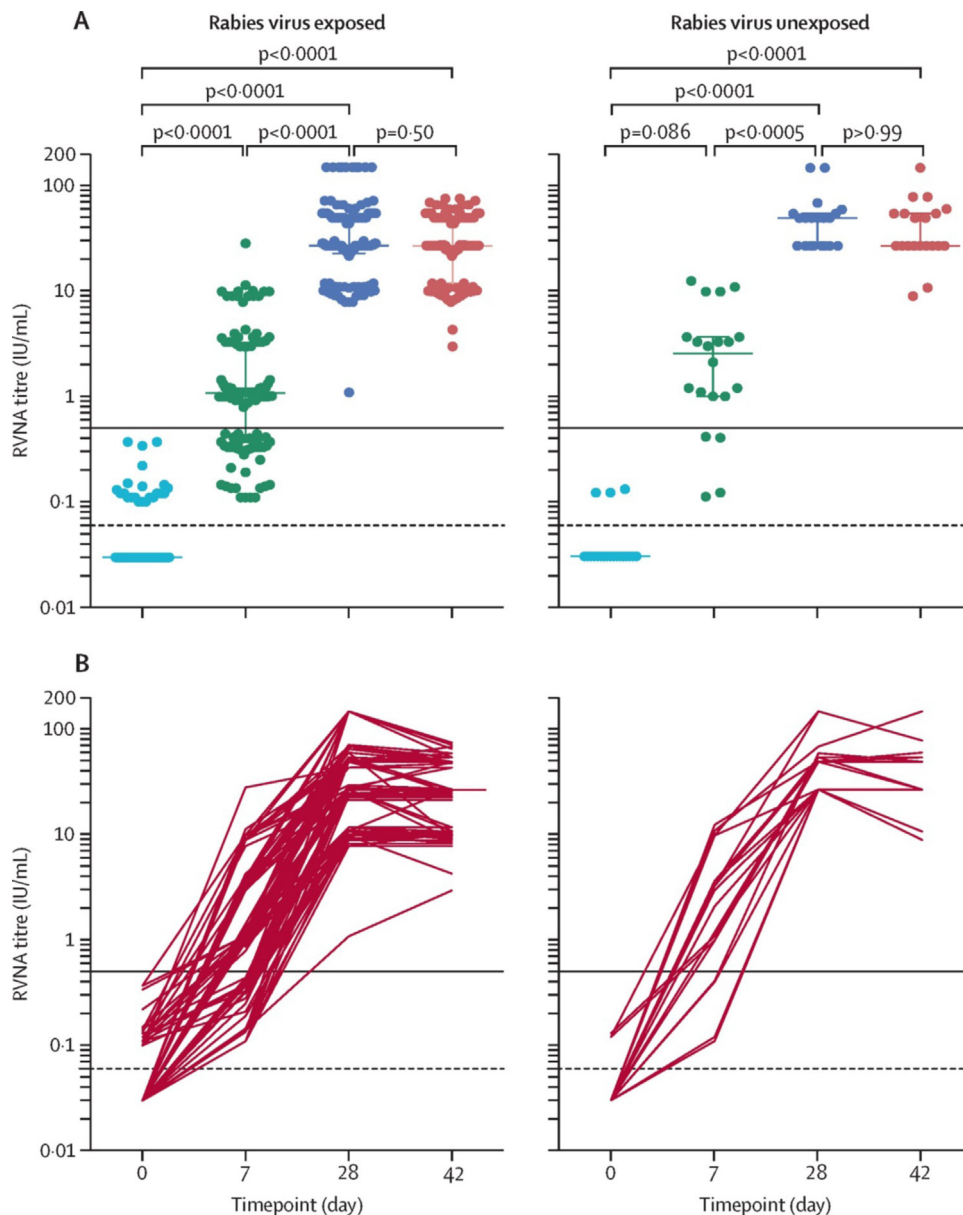 A
Rabies virus exposed
Rabies virus unexposed
p<0·0001
p<0·0001
p<0·0001
p<0·0001
p<0·0001
p<0·0001
p=0·50
p=0·086
p<0·0005
p>0·99
200
100
10
1
0·1
0·01
RVNA titre (IU/mL)
B
200
100
10
1
0·1
0·01
RVNA titre (IU/mL)
0
7
28
42
Timepoint (day)
0
7
28
42
Timepoint (day)